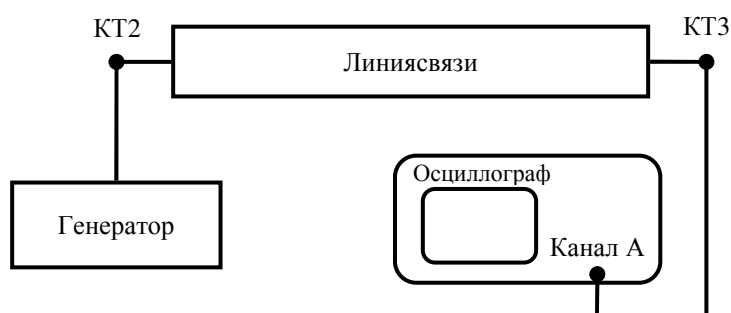 КТ2
КТ3
Линиясвязи
Осциллограф
Генератор
Канал А